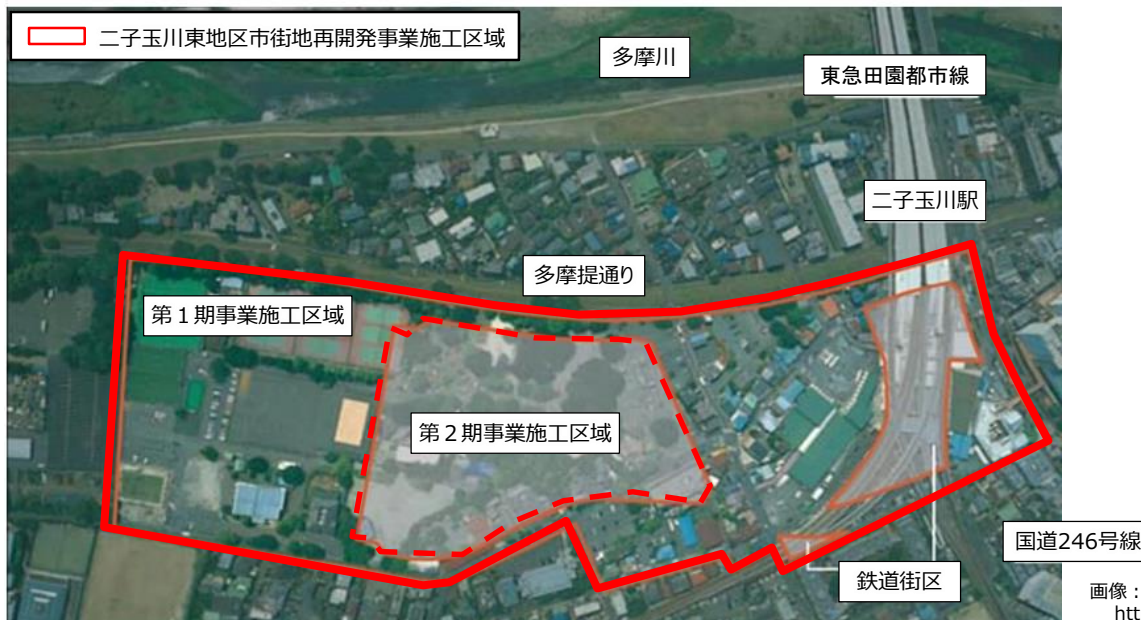 二子玉川東地区市街地再開発事業施工区域
多摩川
東急田園都市線
二子玉川駅
多摩提通り
第1期事業施工区域
第2期事業施工区域
国道246号線
鉄道街区
画像：
htt